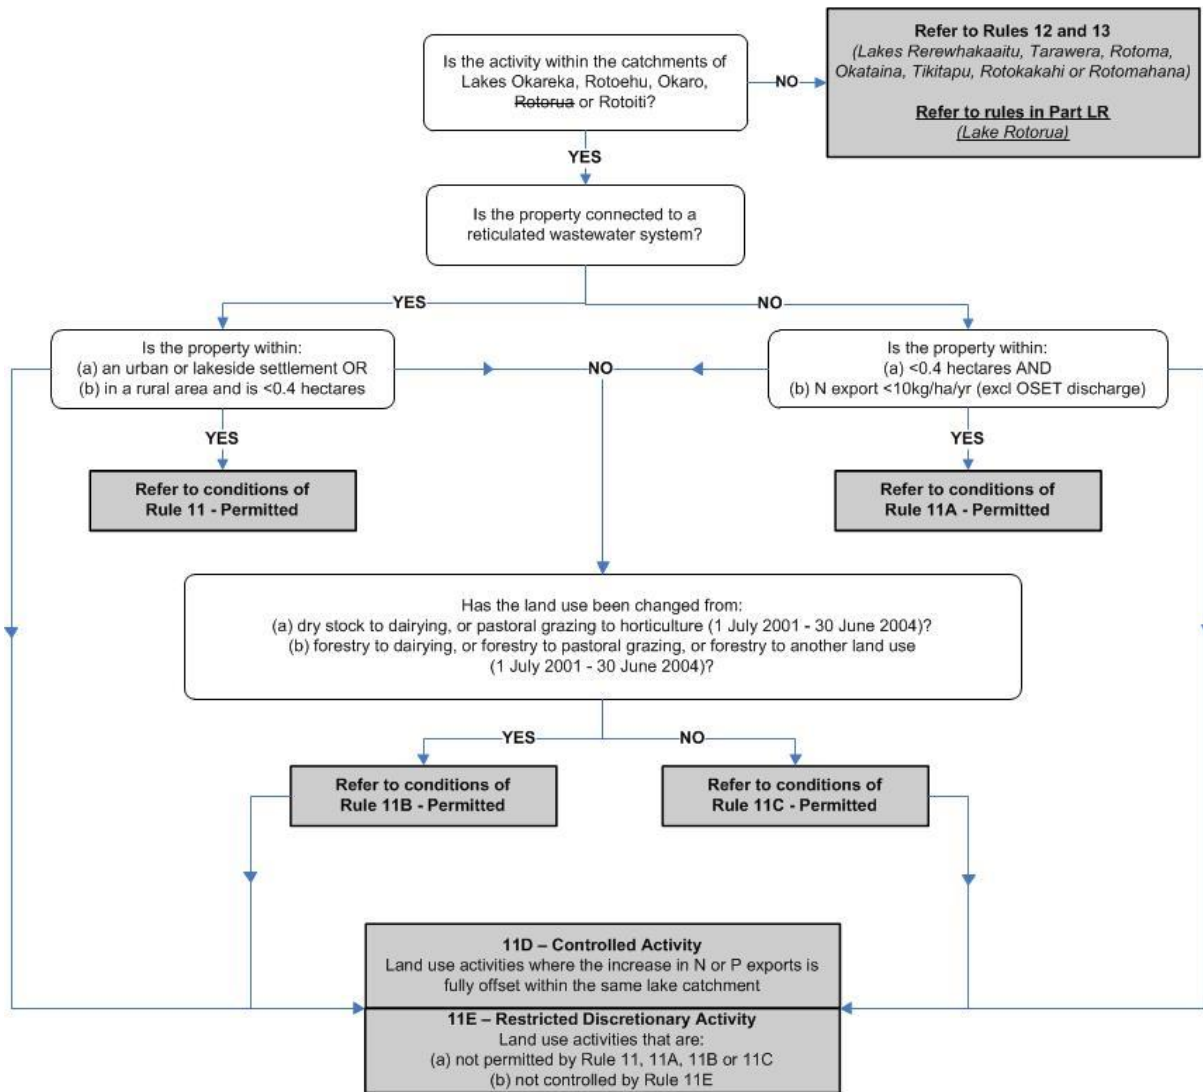 Is the activity within the catchments of
Lakes Okareka, Rotoehu, Okaro,
Rotorua or Rotoiti?
NO
Refer to Rules 12 and 13
(Lakes Rerewhakaaitu, Tarawera, Rotoma,
Okataina, Tikitapu, Rotokakahi or Rotomahana)
Refer to rules in Part LR
(Lake Rotorua)
YES
Is the property connected to a
reticulated wastewater system?
YES
NO
Is the property within:
(a) an urban or lakeside settlement OR
(b) in a rural area and is <0.4 hectares
NO
Is the property within:
(a) <0.4 hectares AND
(b) N export <10kg/ha/yr (excl OSET discharge)
YES
YES
Refer to conditions of
Rule 11 - Permitted
Refer to conditions of
Rule 11A - Permitted
Has the land use been changed from:
(a) dry stock to dairying, or pastoral grazing to horticulture (1 July 2001 - 30 June 2004)?
(b) forestry to dairying, or forestry to pastoral grazing, or forestry to another land use
(1 July 2001 - 30 June 2004)?
YES
NO
Refer to conditions of
Rule 11B - Permitted
Refer to conditions of
Rule 11C - Permitted
11D – Controlled Activity
Land use activities where the increase in N or P exports is
fully offset within the same lake catchment
11E – Restricted Discretionary Activity
Land use activities that are:
(a) not permitted by Rule 11, 11A, 11B or 11C
(b) not controlled by Rule 11E